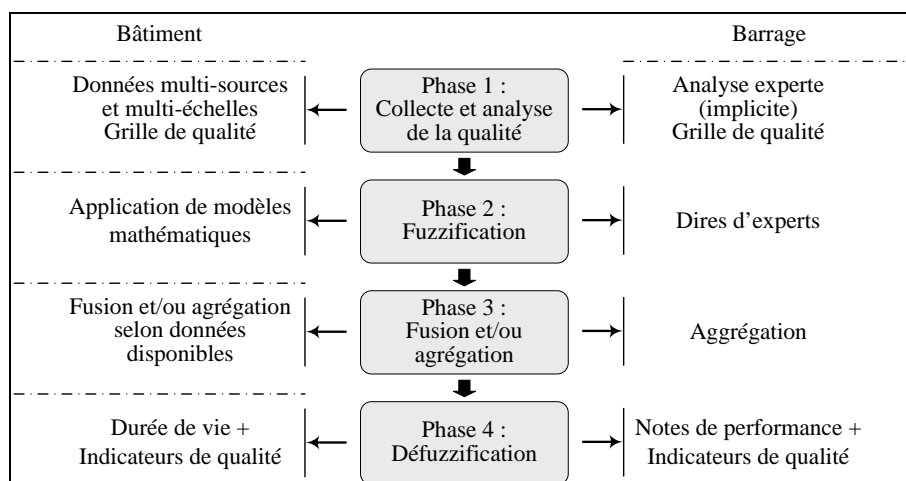 Bâtiment
Barrage
Données multi-sources
et multi-échelles
Grille de qualité
Phase 1 :
Collecte et analyse
de la qualité
Analyse experte
(implicite)
Grille de qualité
Application de modèles
mathématiques
Phase 2 :
Fuzzification
Dires d’experts
Fusion et/ou agrégation
selon données
disponibles
Phase 3 :
Fusion et/ou
agrégation
Aggrégation
Durée de vie +
Indicateurs de qualité
Phase 4 :
Défuzzification
Notes de performance +
Indicateurs de qualité